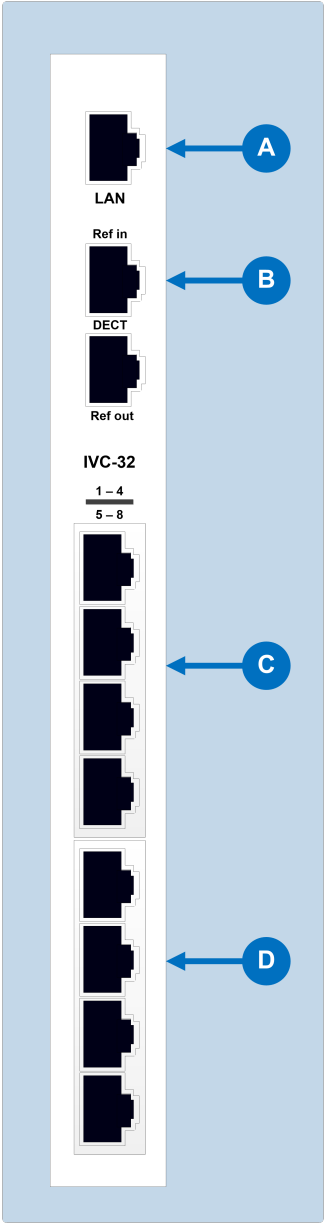 A
LAN
Ref in
B
DECT
Ref out
IVC-32
1 – 4
5 – 8
C
D